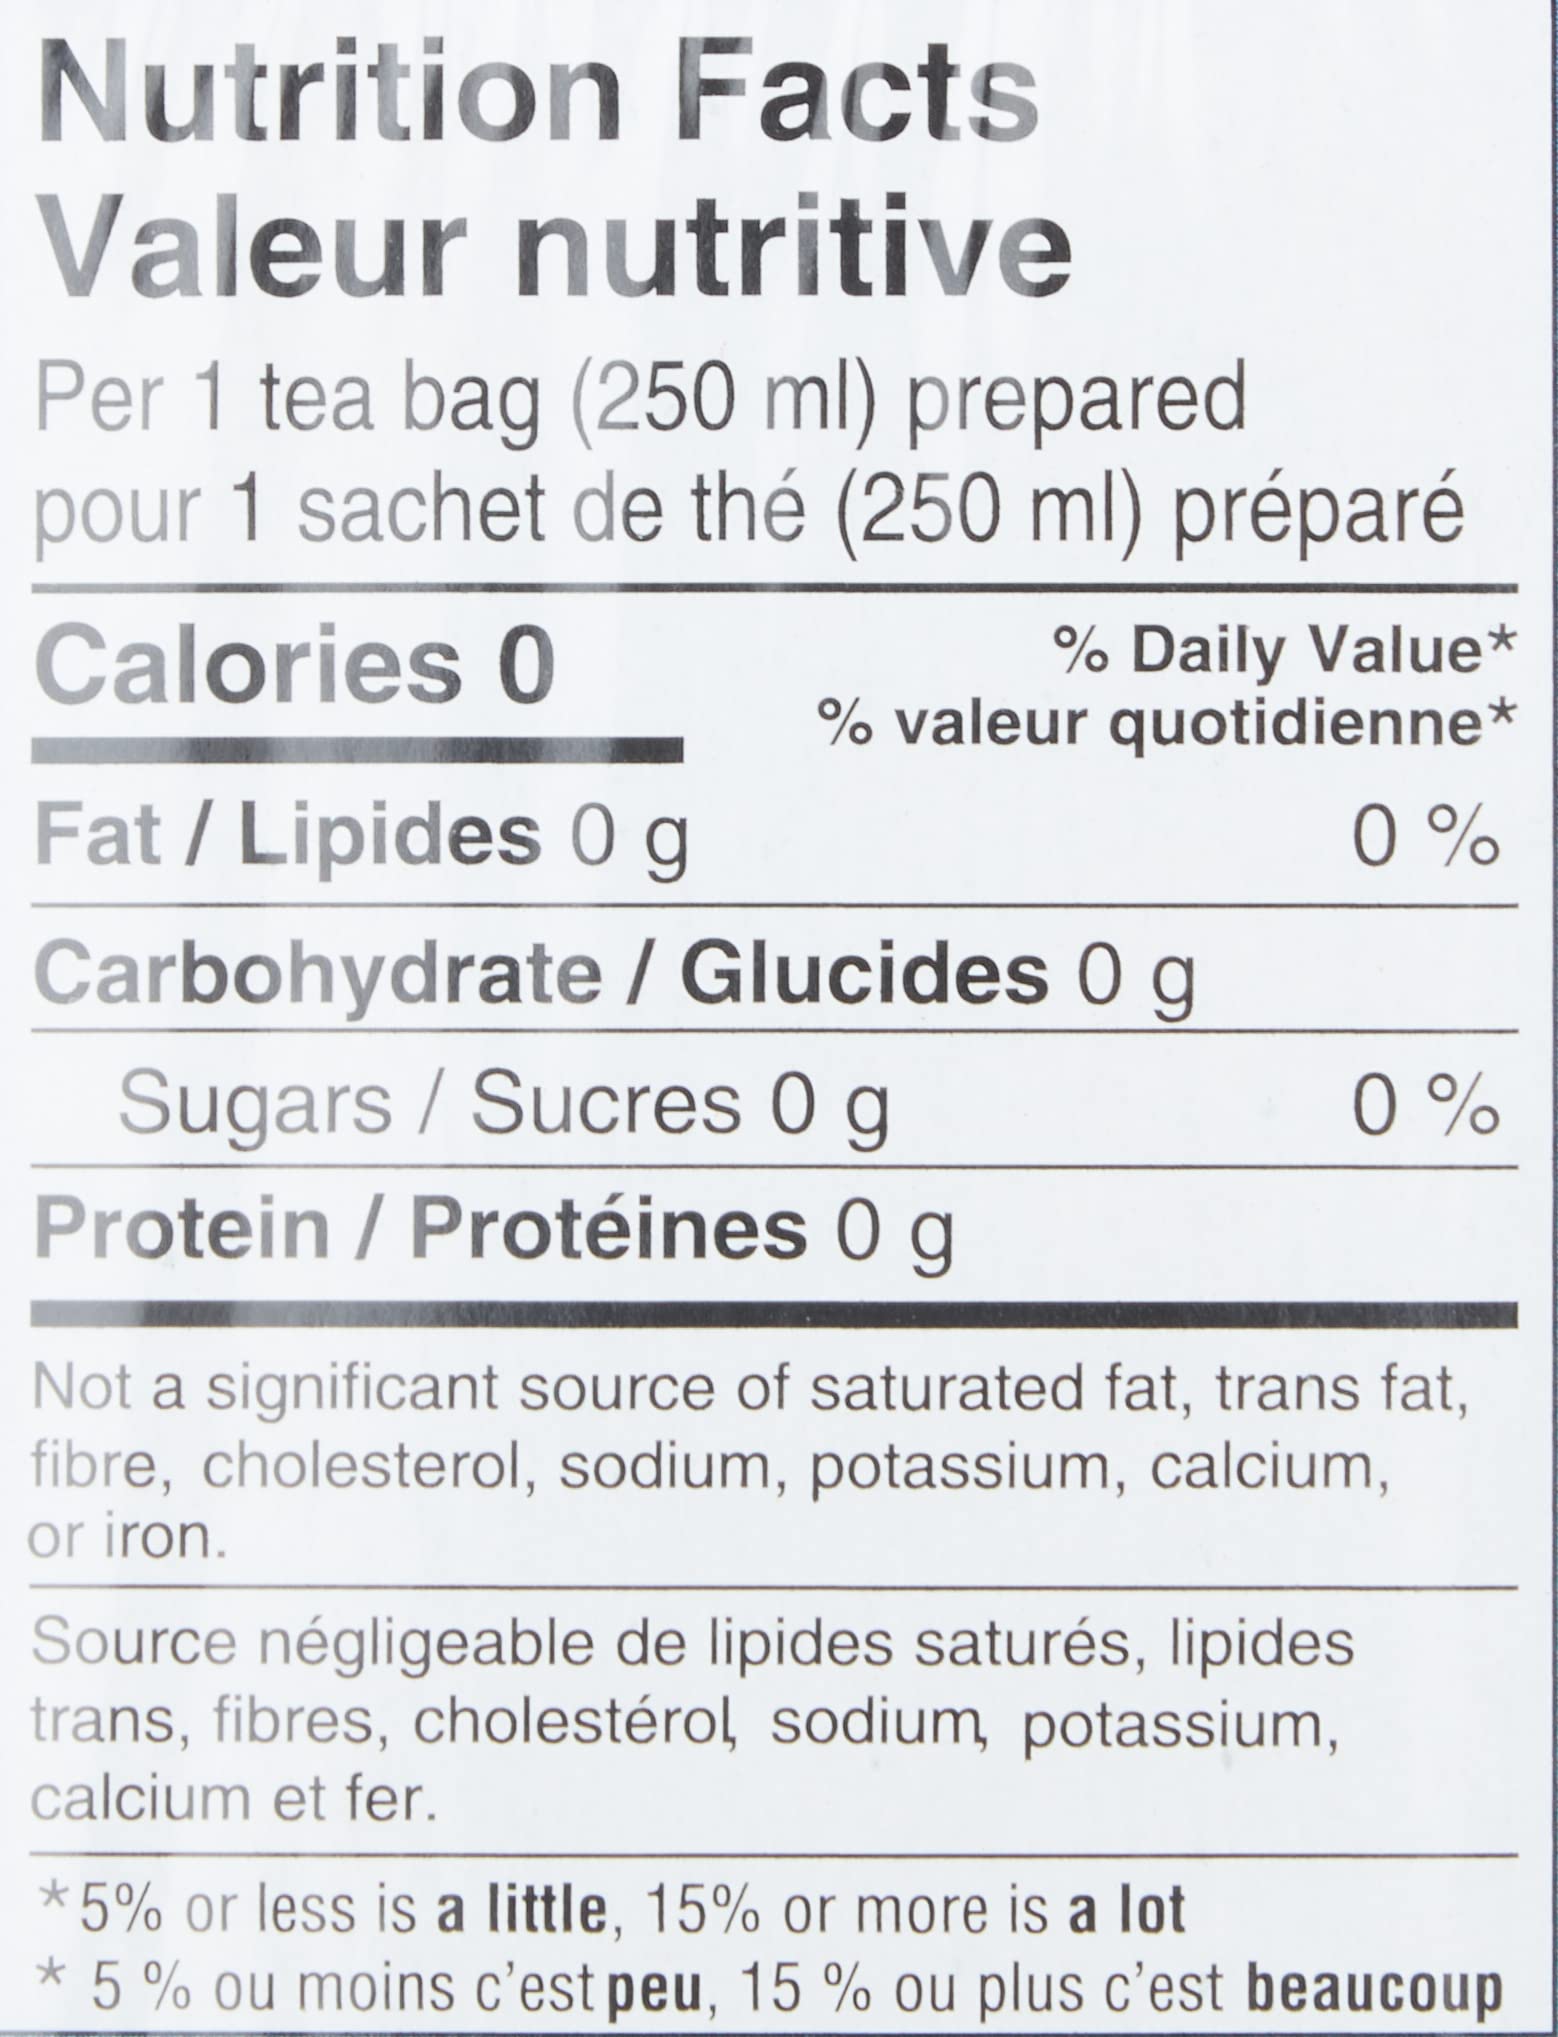 Nutrition Facts
Valeur nutritive
Per 1 tea bag (250 ml) prepared
pour 1 sachet de thé (250 ml) préparé
Calories 0
% Daily Value*
% valeur quotidienne*
Fat / Lipides 0 g 0 %
Carbohydrate / Glucides 0 g
Sugars / Sucres 0 g 0 %
Protein / Protéines 0 g
Not a significant source of saturated fat, trans fat,
fibre, cholesterol, sodium, potassium, calcium,
or iron.
Source négligeable de lipides saturés, lipides
trans, fibres, cholestérol, sodium, potassium,
calcium et fer.
*5% or less is a little, 15% or more is a lot
* 5 % ou moins c'est peu, 15 % ou plus c'est beaucoup